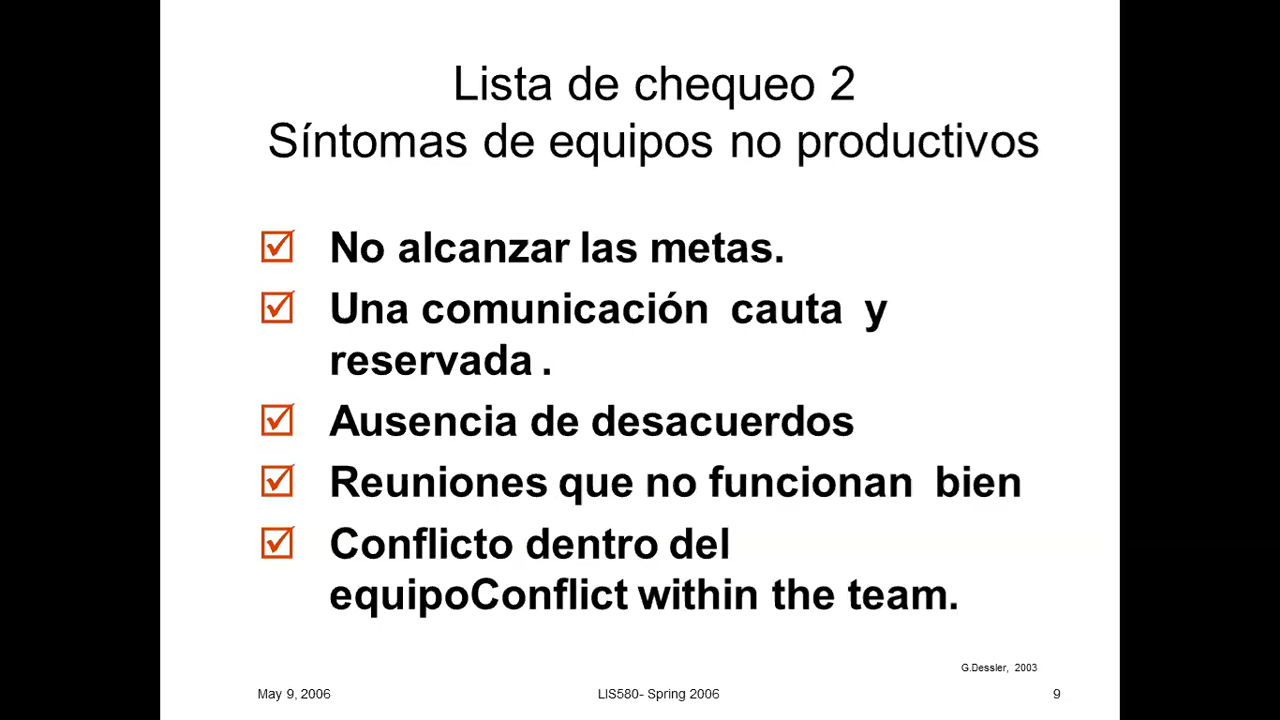 Lista de chequeo 2
Síntomas de equipos no productivos
No alcanzar las metas.
Una comunicación cauta y
reservada .
Ausencia de desacuerdos
Reuniones que no funcionan bien
Conflicto dentro del
equipoConflict within the team.
G.Dessler, 2003
May 9, 2006
LIS580- Spring 2006
9